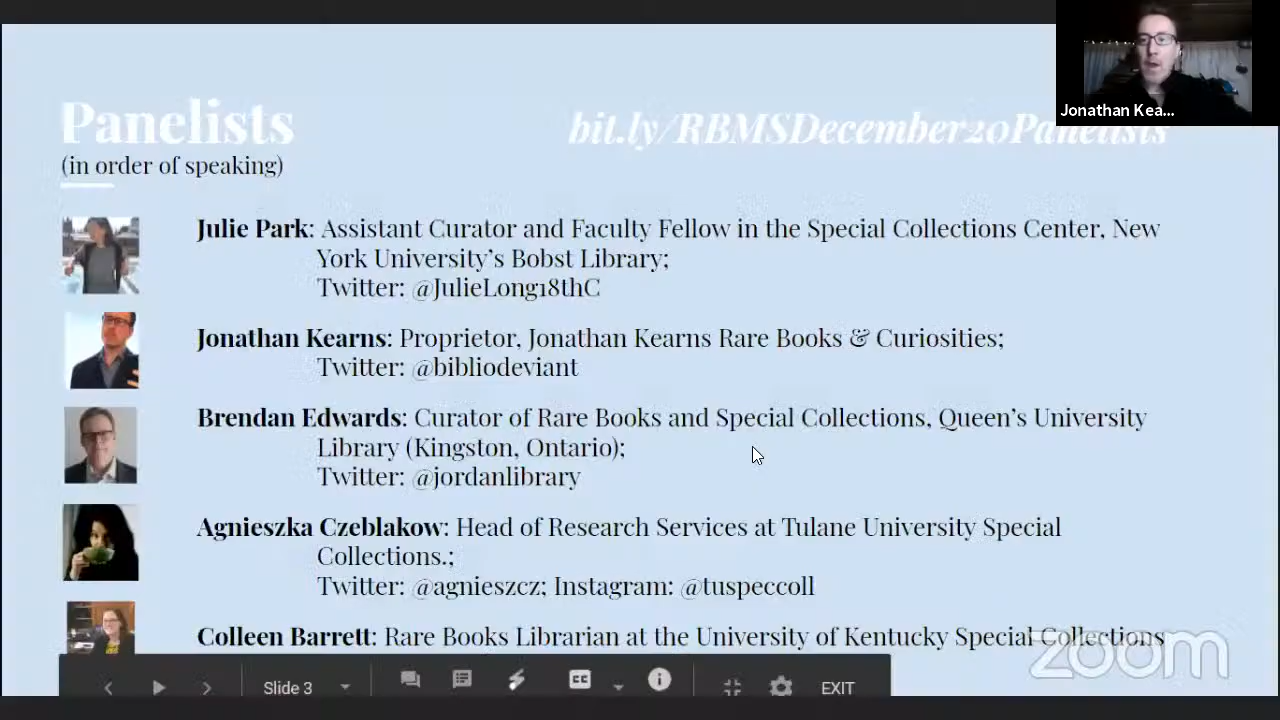 Jonathan Kea...
Panelists
bit.ly/RBMSDecember20Panelists
(in order of speaking)
Julie Park: Assistant Curator and Faculty Fellow in the Special Collections Center, New
York University's Bobst Library;
Twitter: @JulieLong18thC
Jonathan Kearns: Proprietor, Jonathan Kearns Rare Books & Curiosities;
Twitter: @bibliodeviant
Brendan Edwards: Curator of Rare Books and Special Collections, Queen's University
Library (Kingston, Ontario);
Twitter: @jordanlibrary
Agnieszka Czeblakow: Head of Research Services at Tulane University Special
Collections.;
Twitter: @agnieszcz; Instagram: @tuspeccoll
Colleen Barrett: Rare Books Librarian at the University of Kentucky Special Collections
zoom
Slide 3
CC
EXIT